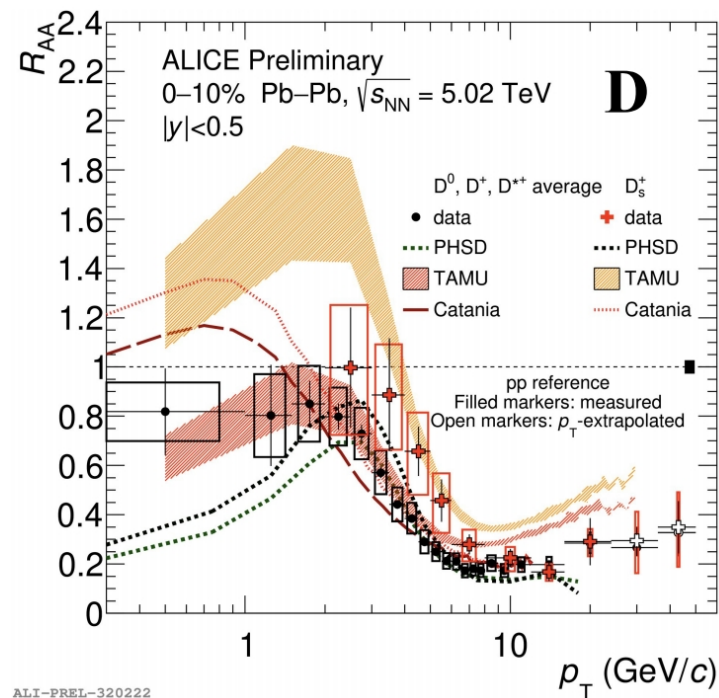 R_AA
2.4
2.2
2
1.8
1.6
1.4
1.2
1
0.8
0.6
0.4
0.2
0
ALICE Preliminary
0–10% Pb–Pb, √s_NN = 5.02 TeV
|y|<0.5
D
D⁰, D⁺, D*⁺ average
data
PHSD
TAMU
Catania
D_s⁺
data
PHSD
TAMU
Catania
pp reference
Filled markers: measured
Open markers: p_T-extrapolated
1 10
p_T (GeV/c)
ALI-PREL-320222